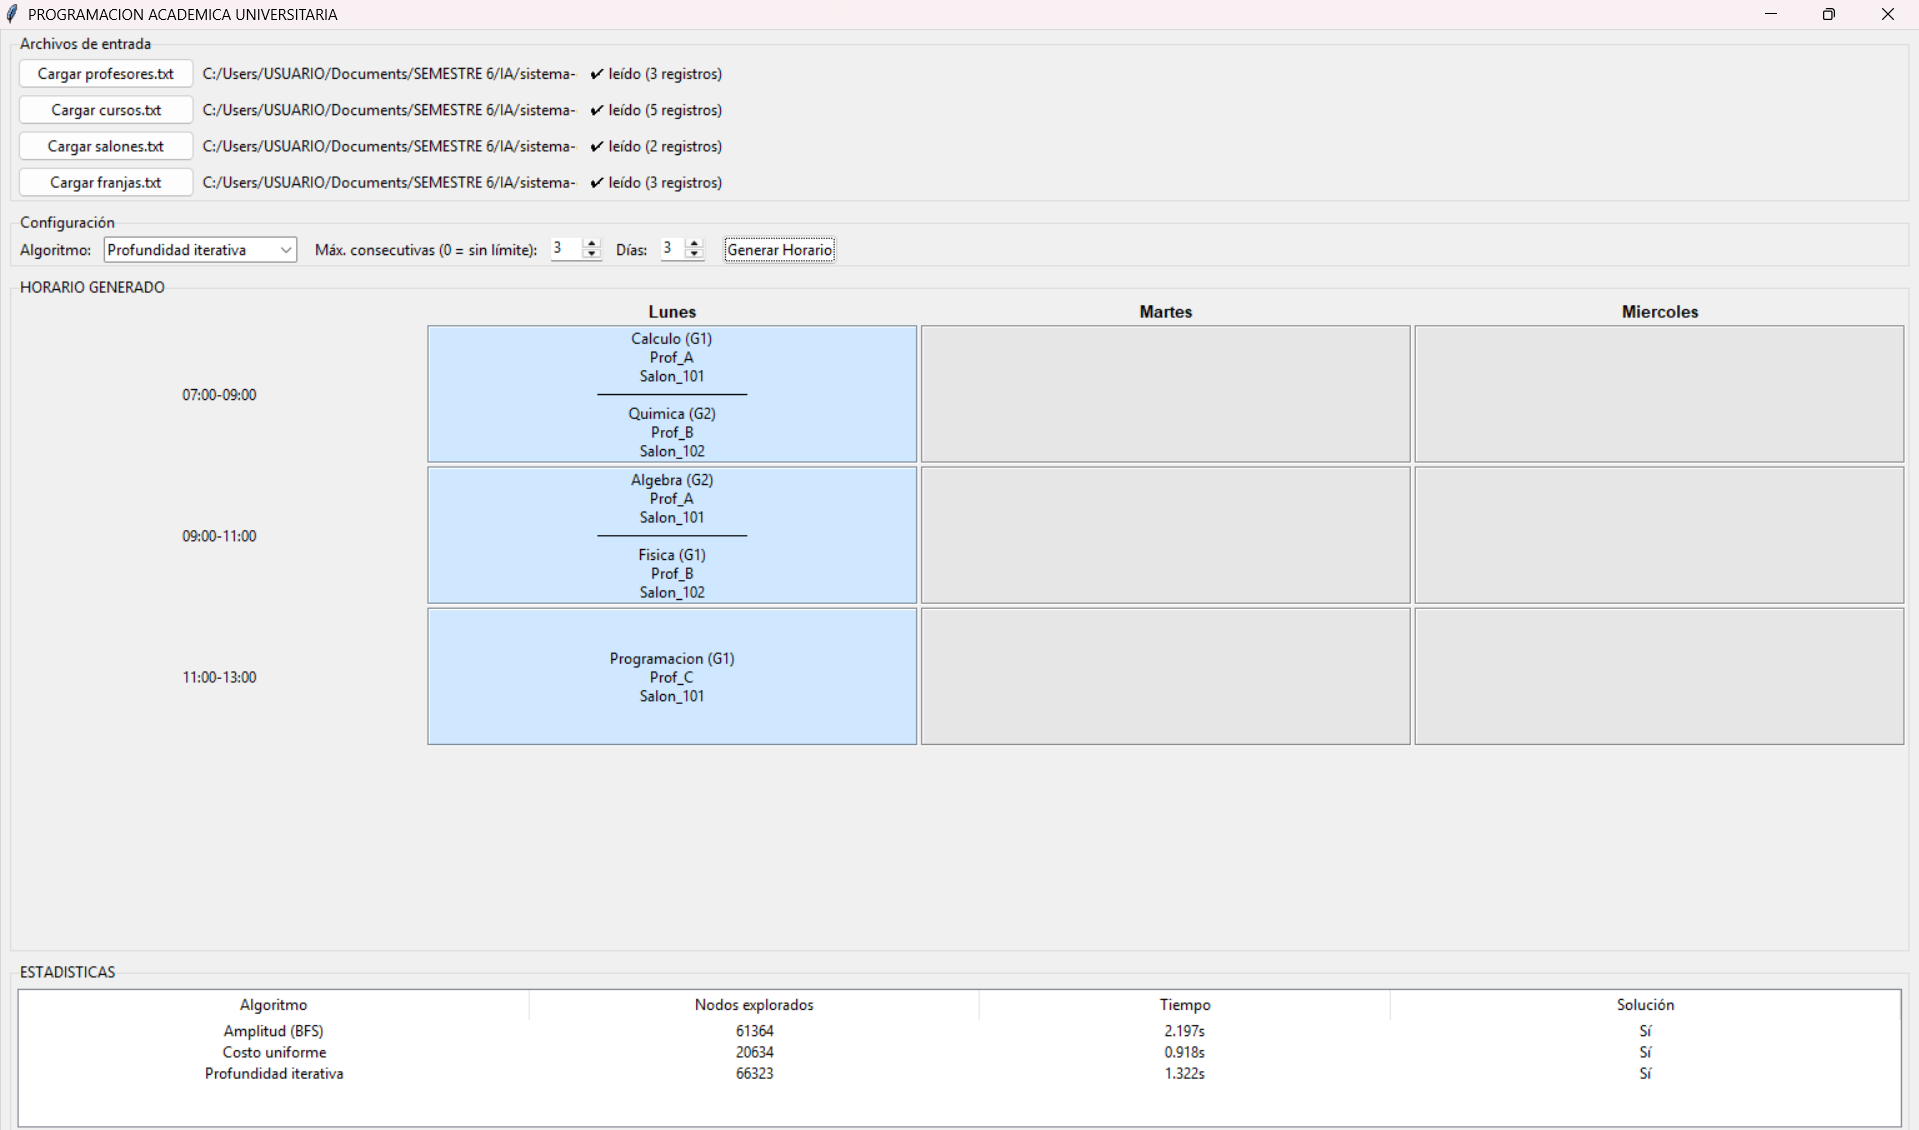 PROGRAMACION ACADEMICA UNIVERSITARIA
Archivos de entrada
Cargar profesores.txt C:/Users/USUARIO/Documents/SEMESTRE 6/IA/sistema- ✔ leído (3 registros)
Cargar cursos.txt C:/Users/USUARIO/Documents/SEMESTRE 6/IA/sistema- ✔ leído (5 registros)
Cargar salones.txt C:/Users/USUARIO/Documents/SEMESTRE 6/IA/sistema- ✔ leído (2 registros)
Cargar franjas.txt C:/Users/USUARIO/Documents/SEMESTRE 6/IA/sistema- ✔ leído (3 registros)
Configuración
Algoritmo: Profundidad iterativa Máx. consecutivas (0 = sin límite): 3 Días: 3 Generar Horario
HORARIO GENERADO
Lunes Martes Miercoles
07:00-09:00
Calculo (G1)
Prof_A
Salon_101
Quimica (G2)
Prof_B
Salon_102
09:00-11:00
Algebra (G2)
Prof_A
Salon_101
Fisica (G1)
Prof_B
Salon_102
11:00-13:00
Programacion (G1)
Prof_C
Salon_101
ESTADISTICAS
Algoritmo Nodos explorados Tiempo Solución
Amplitud (BFS) 61364 2.197s Sí
Costo uniforme 20634 0.918s Sí
Profundidad iterativa 66323 1.322s Sí